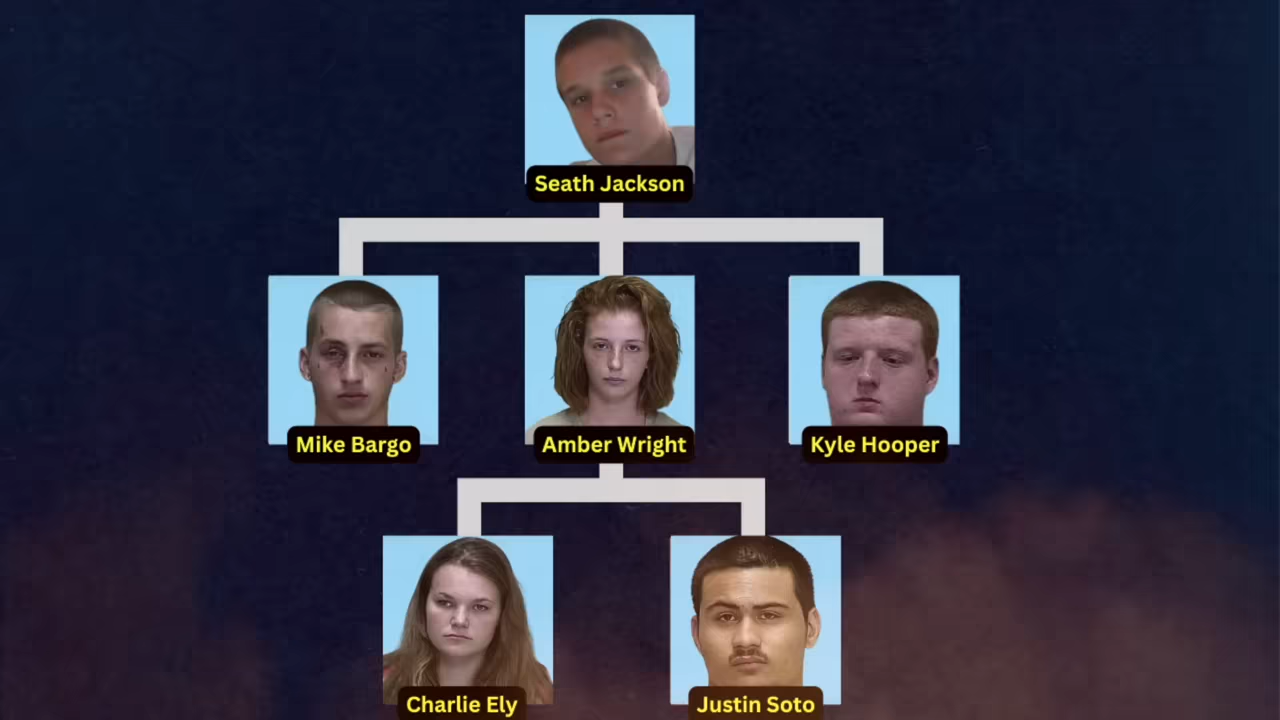 Seath Jackson
Mike Bargo
Amber Wright
Kyle Hooper
Charlie Ely
Justin Soto